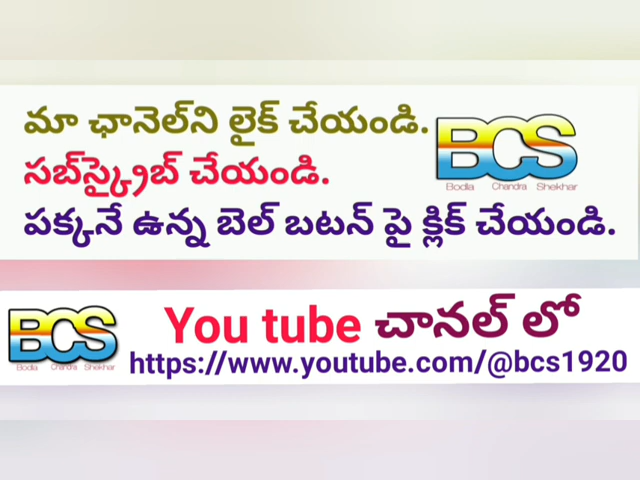 మా ఛానెల్‌ని లైక్ చేయండి.
BCS
Bodla Chandra Shekhar
సబ్‌స్క్రైబ్ చేయండి.
పక్కనే ఉన్న బెల్ బటన్ పై క్లిక్ చేయండి.
BCS
Bodla Chandra Shekhar
You tube చానల్ లో
https://www.youtube.com/@bcs1920